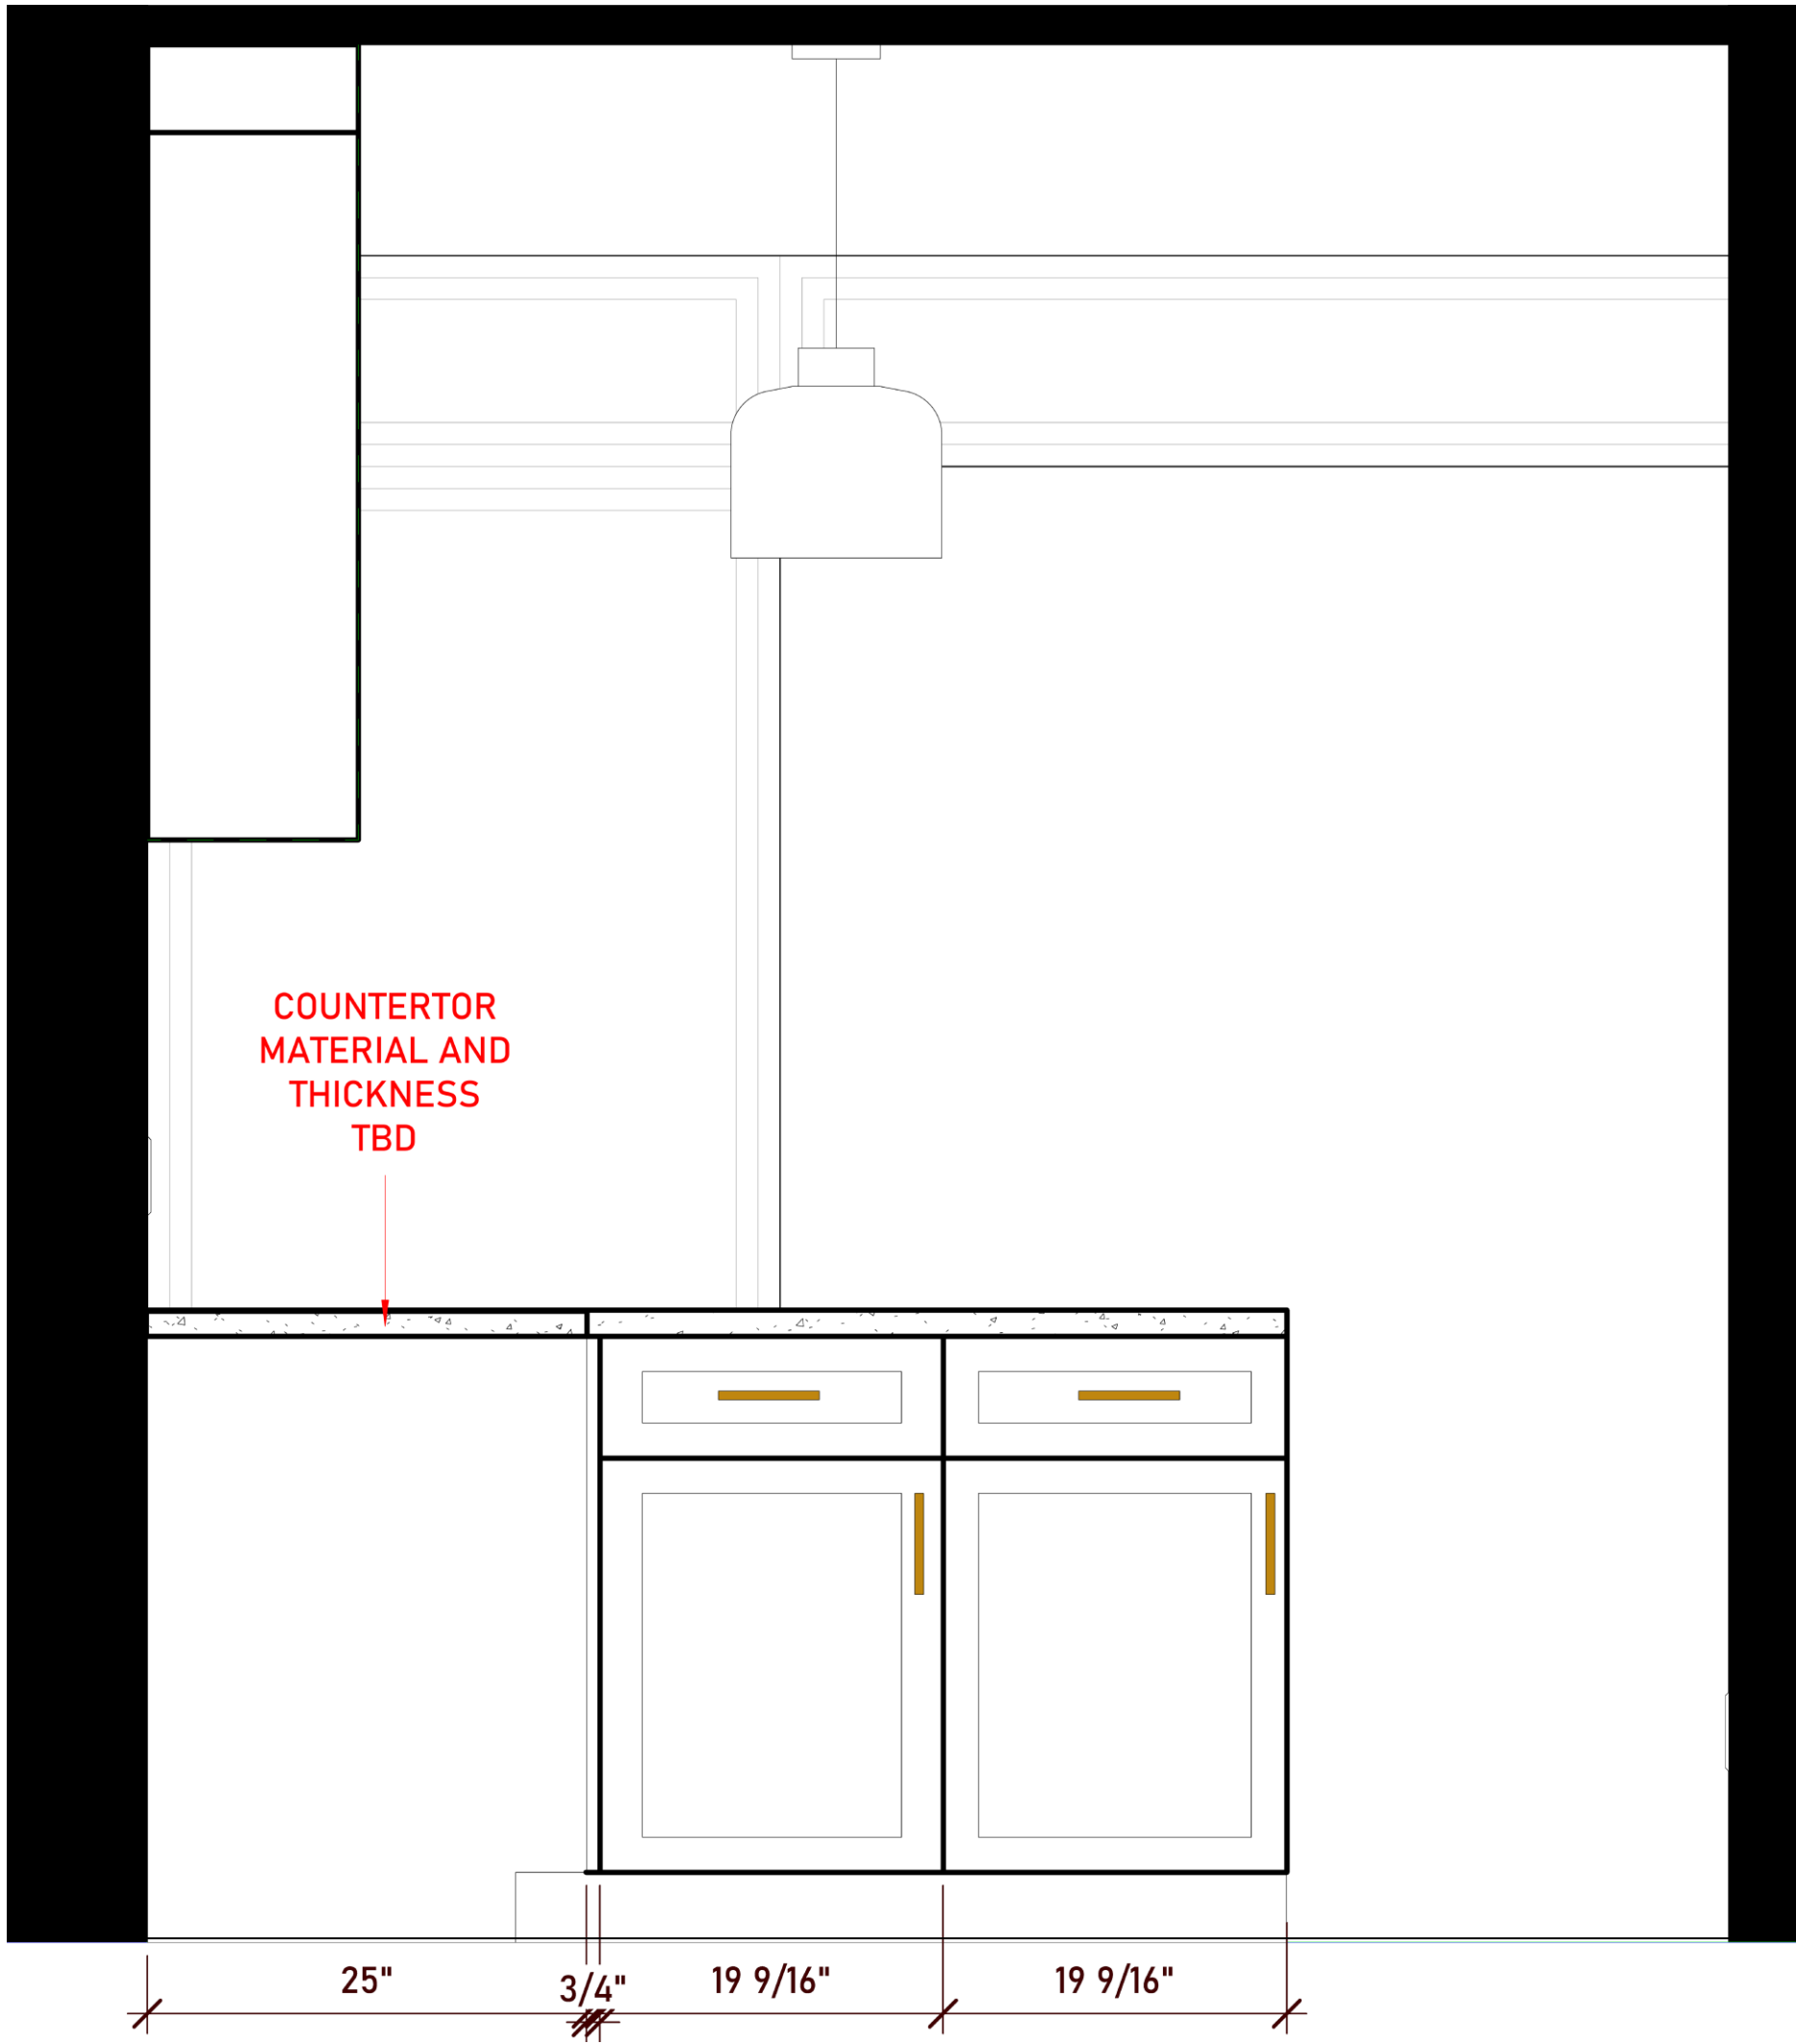 COUNTERTOR
MATERIAL AND
THICKNESS
TBD
25"
3/4"
19 9/16"
19 9/16"